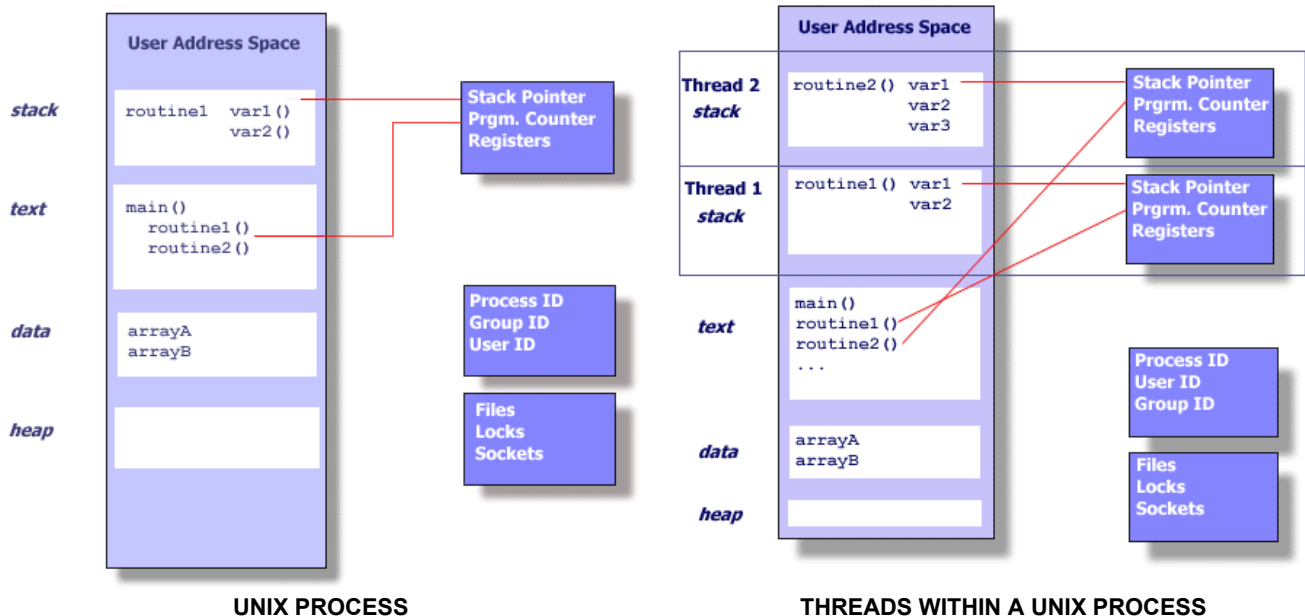 User Address Space
stack
routine1 var1()
var2()
Stack Pointer
Prgm. Counter
Registers
text
main()
routine1()
routine2()
data
arrayA
arrayB
Process ID
Group ID
User ID
heap
Files
Locks
Sockets
UNIX PROCESS
User Address Space
Thread 2
stack
routine2() var1
var2
var3
Stack Pointer
Prgrm. Counter
Registers
Thread 1
stack
routine1() var1
var2
Stack Pointer
Prgrm. Counter
Registers
text
main()
routine1()
routine2()
...
Process ID
User ID
Group ID
data
arrayA
arrayB
Files
Locks
Sockets
heap
THREADS WITHIN A UNIX PROCESS